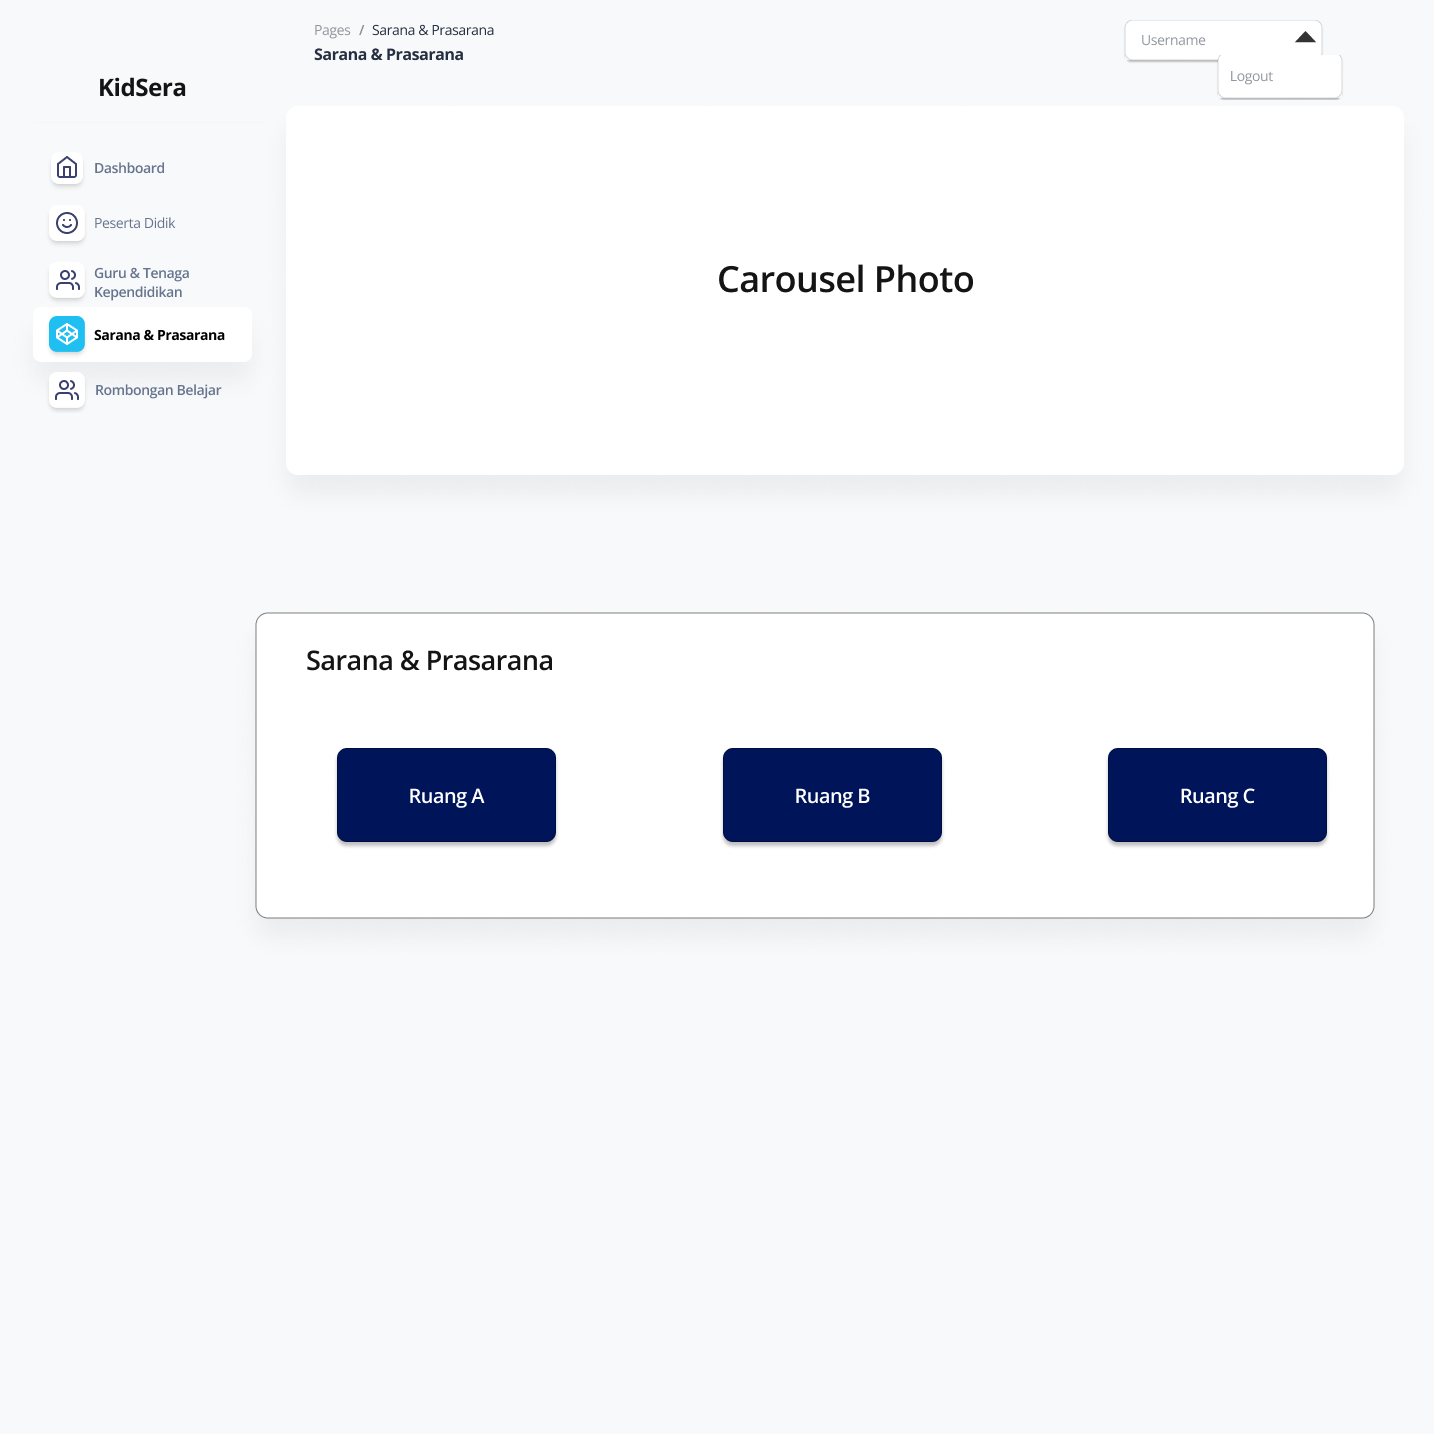 Pages / Sarana & Prasarana
Sarana & Prasarana
Username
Logout
KidSera
Dashboard
Peserta Didik
Guru & Tenaga
Kependidikan
Sarana & Prasarana
Rombongan Belajar
Carousel Photo
Sarana & Prasarana
Ruang A
Ruang B
Ruang C